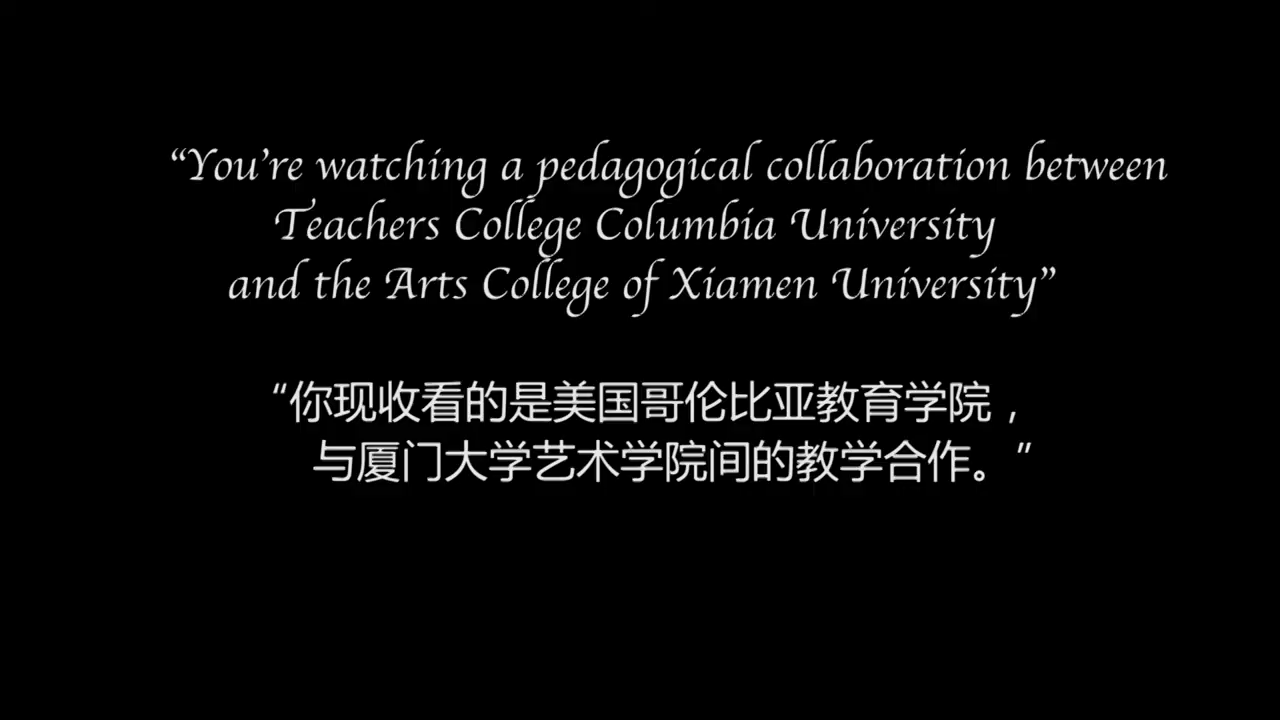 “You’re watching a pedagogical collaboration between
Teachers College Columbia University
and the Arts College of Xiamen University”
“你现收看的是美国哥伦比亚教育学院，
与厦门大学艺术学院间的教学合作。”